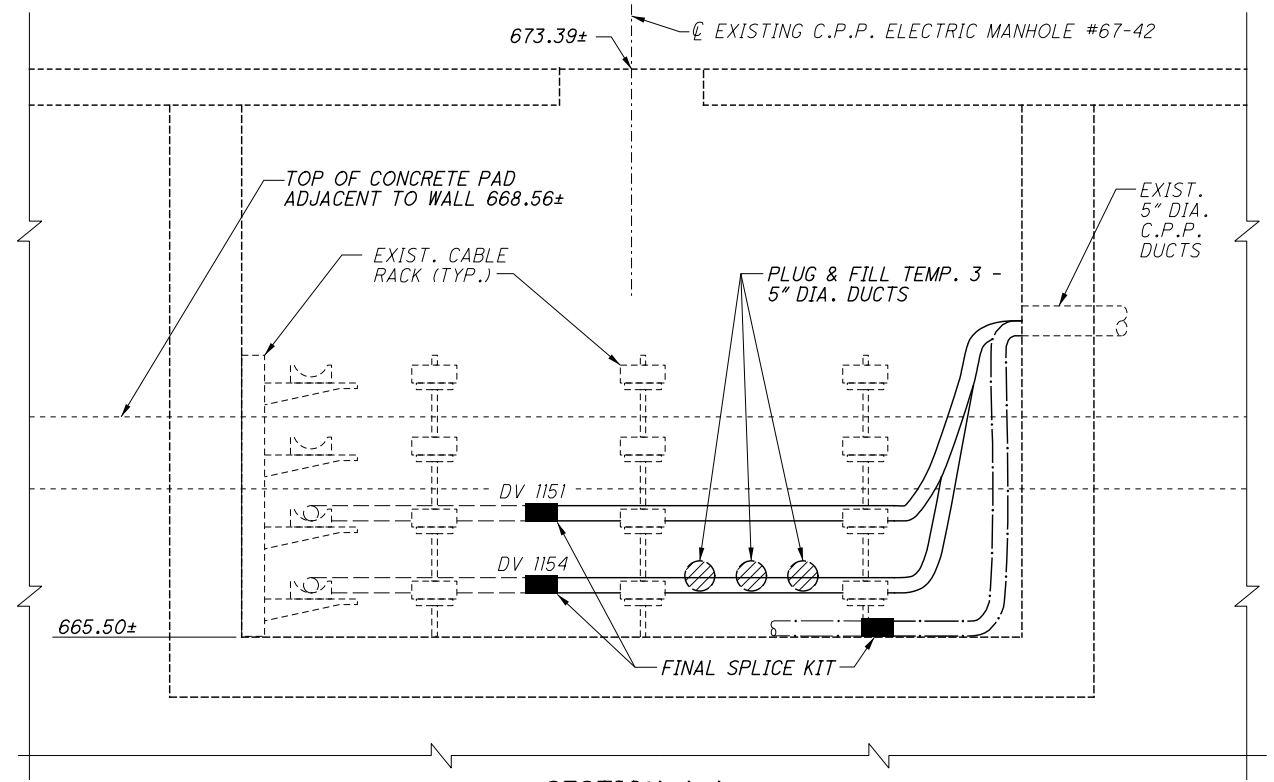 673.39±
℄ EXISTING C.P.P. ELECTRIC MANHOLE #67-42
TOP OF CONCRETE PAD
ADJACENT TO WALL 668.56±
EXIST.
5" DIA.
C.P.P.
DUCTS
EXIST. CABLE
RACK (TYP.)
PLUG & FILL TEMP. 3 -
5" DIA. DUCTS
DV 1151
DV 1154
665.50±
FINAL SPLICE KIT